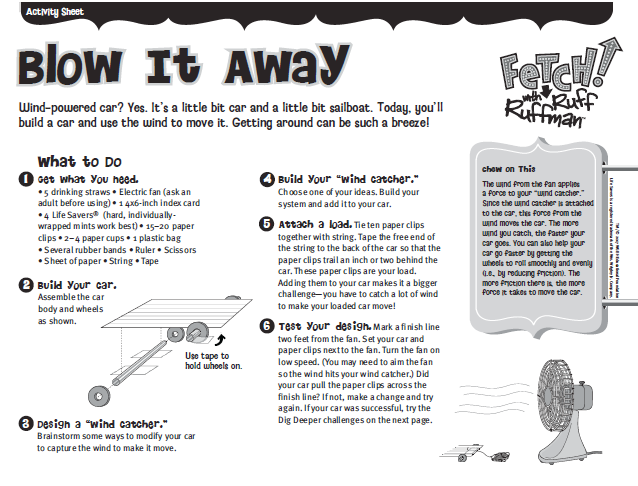 Activity Sheet
Blow It Away
FETCH!
with Ruff
Ruffman™
Wind-powered car? Yes. It's a little bit car and a little bit sailboat. Today, you'll
build a car and use the wind to move it. Getting around can be such a breeze!
What to Do
1 Get what you need.
• 5 drinking straws • Electric fan (ask an
adult before using) • 1 4x6-inch index card
• 4 Life Savers® (hard, individually-
wrapped mints work best) • 15–20 paper
clips • 2–4 paper cups • 1 plastic bag
• Several rubber bands • Ruler • Scissors
• Sheet of paper • String • Tape
2 Build your car.
Assemble the car
body and wheels
as shown.
Use tape to
hold wheels on.
3 Design a "wind catcher."
Brainstorm some ways to modify your car
to capture the wind to make it move.
4 Build your "wind catcher."
Choose one of your ideas. Build your
system and add it to your car.
5 Attach a load. Tie ten paper clips
together with string. Tape the free end of
the string to the back of the car so that the
paper clips trail an inch or two behind the
car. These paper clips are your load.
Adding them to your car makes it a bigger
challenge—you have to catch a lot of wind
to make your loaded car move!
6 Test your design. Mark a finish line
two feet from the fan. Set your car and
paper clips next to the fan. Turn the fan on
low speed. (You may need to aim the fan
so the wind hits your wind catcher.) Did
your car pull the paper clips across the
finish line? If not, make a change and try
again. If your car was successful, try the
Dig Deeper challenges on the next page.
Chew on This
The wind from the fan applies
a force to your "wind catcher."
Since the wind catcher is attached
to the car, this force from the
wind moves the car. The more
wind you catch, the faster your
car goes. You can also help your
car go faster by getting the
wheels to roll smoothly and evenly
(i.e., by reducing friction). The
more friction there is, the more
force it takes to move the car.